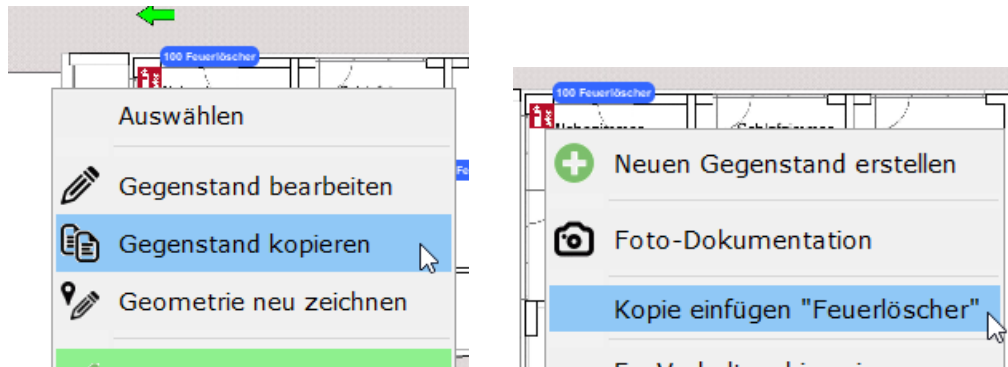 100 Feuerlöscher
Auswählen
Gegenstand bearbeiten
Gegenstand kopieren
Geometrie neu zeichnen
100 Feuerlöscher
Neuen Gegenstand erstellen
Foto-Dokumentation
Kopie einfügen "Feuerlöscher"